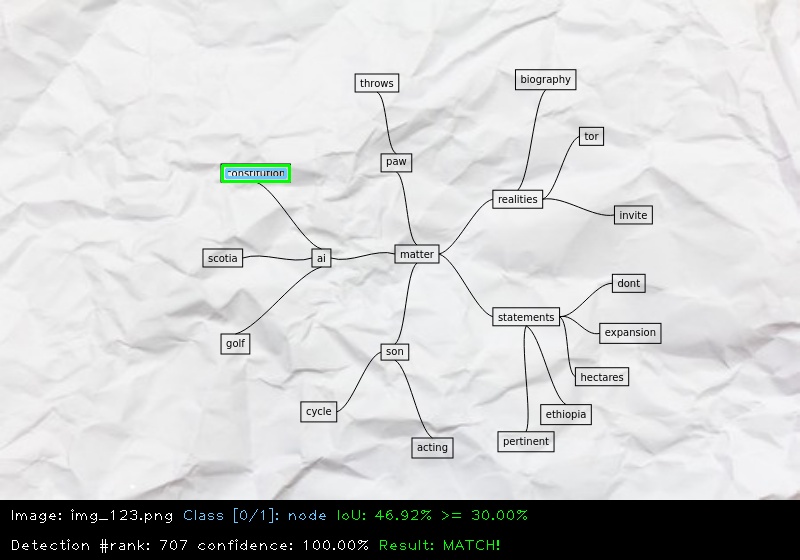 throws
biography
tor
paw
constitution
realities
invite
matter
scotia
ai
dont
statements
expansion
golf
son
hectares
cycle
ethiopia
pertinent
acting
Image: img_123.png Class [0/1]: node IoU: 46.92% >= 30.00%
Detection #rank: 707 confidence: 100.00% Result: MATCH!